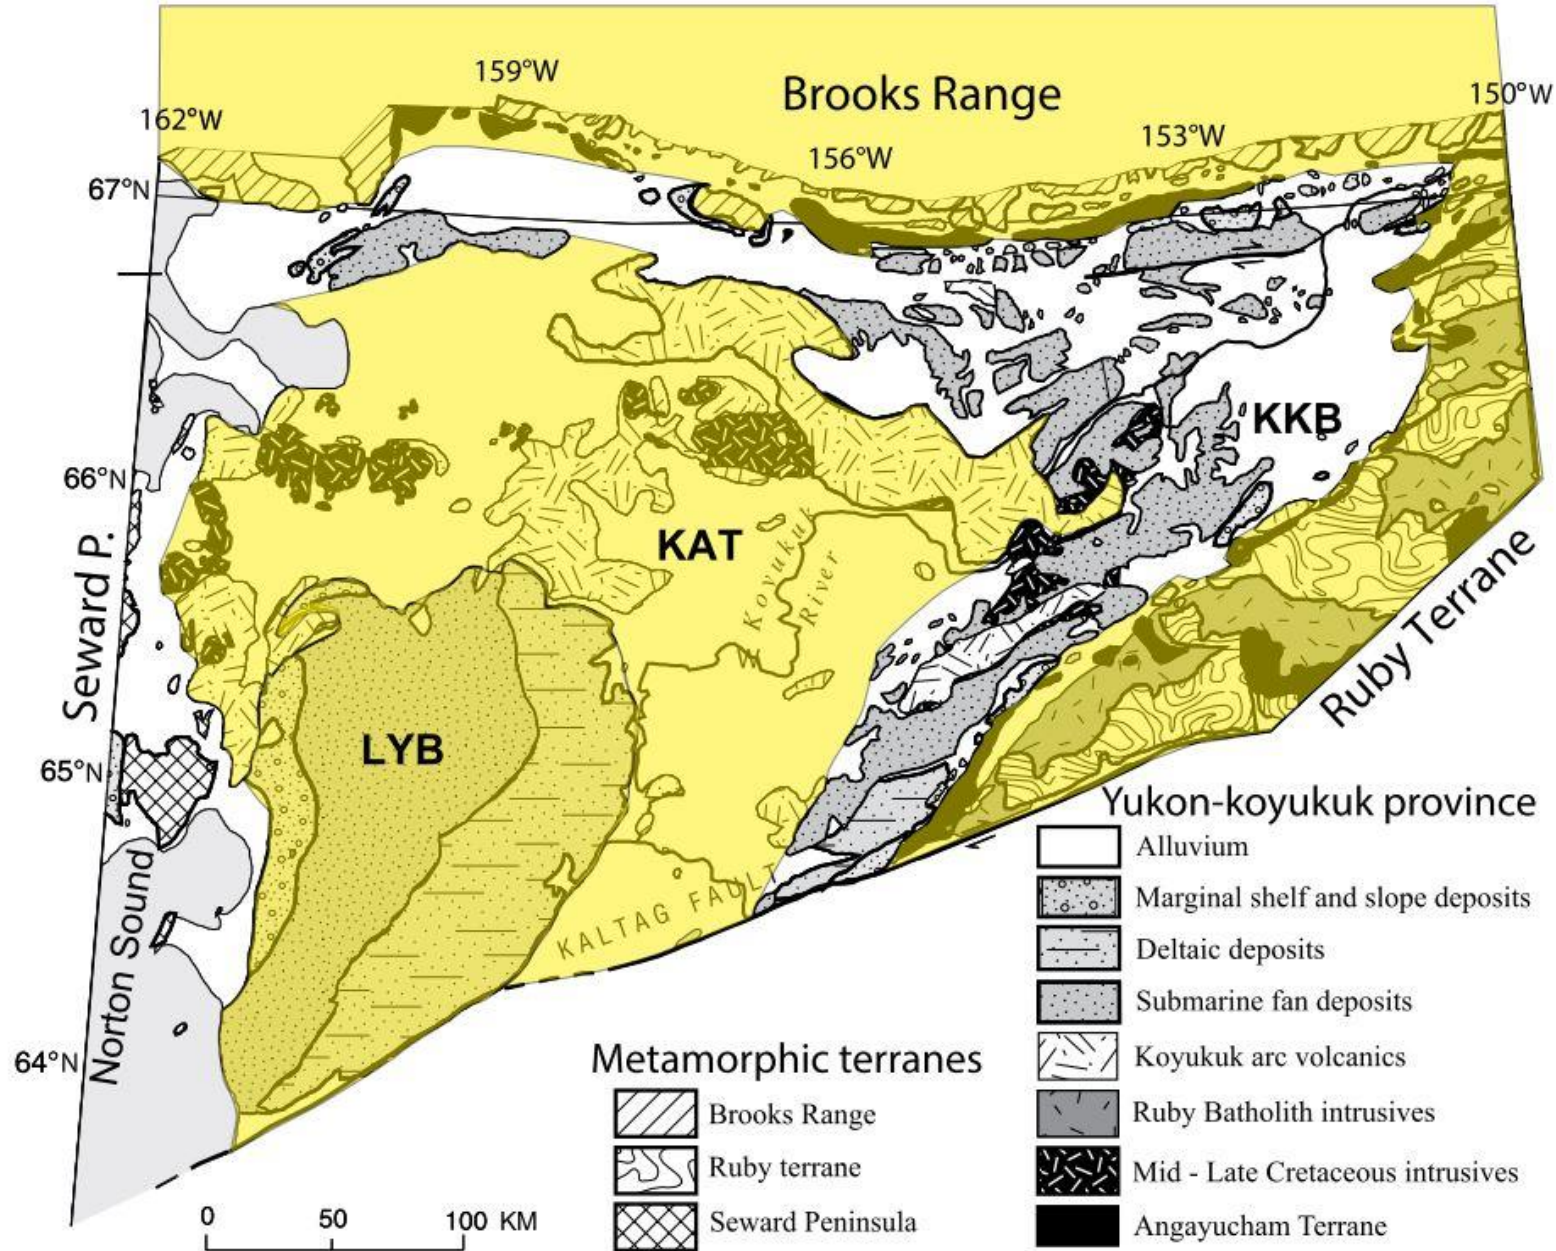 Brooks Range
159°W
150°W
162°W
153°W
156°W
67°N
KKB
66°N
KAT
Koyukuk
River
Seward P.
Ruby Terrane
LYB
65°N
KALTAG FAULT
Norton Sound
64°N
Yukon-koyukuk province
Alluvium
Marginal shelf and slope deposits
Deltaic deposits
Submarine fan deposits
Koyukuk arc volcanics
Ruby Batholith intrusives
Mid - Late Cretaceous intrusives
Angayucham Terrane
Metamorphic terranes
Brooks Range
Ruby terrane
Seward Peninsula
0 50 100 KM